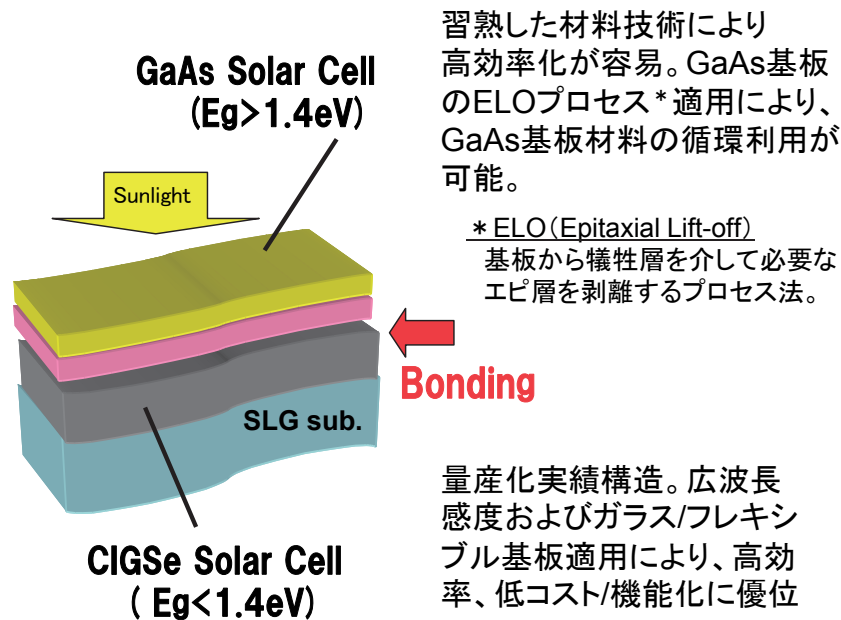 GaAs Solar Cell
(Eg>1.4eV)
Sunlight
習熟した材料技術により
高効率化が容易。GaAs基板
のELOプロセス*適用により、
GaAs基板材料の循環利用が
可能。
*ELO(Epitaxial Lift-off)
基板から犠牲層を介して必要な
エピ層を剥離するプロセス法。
Bonding
SLG sub.
CIGSe Solar Cell
( Eg<1.4eV)
量産化実績構造。広波長
感度およびガラス/フレキシ
ブル基板適用により、高効
率、低コスト/機能化に優位